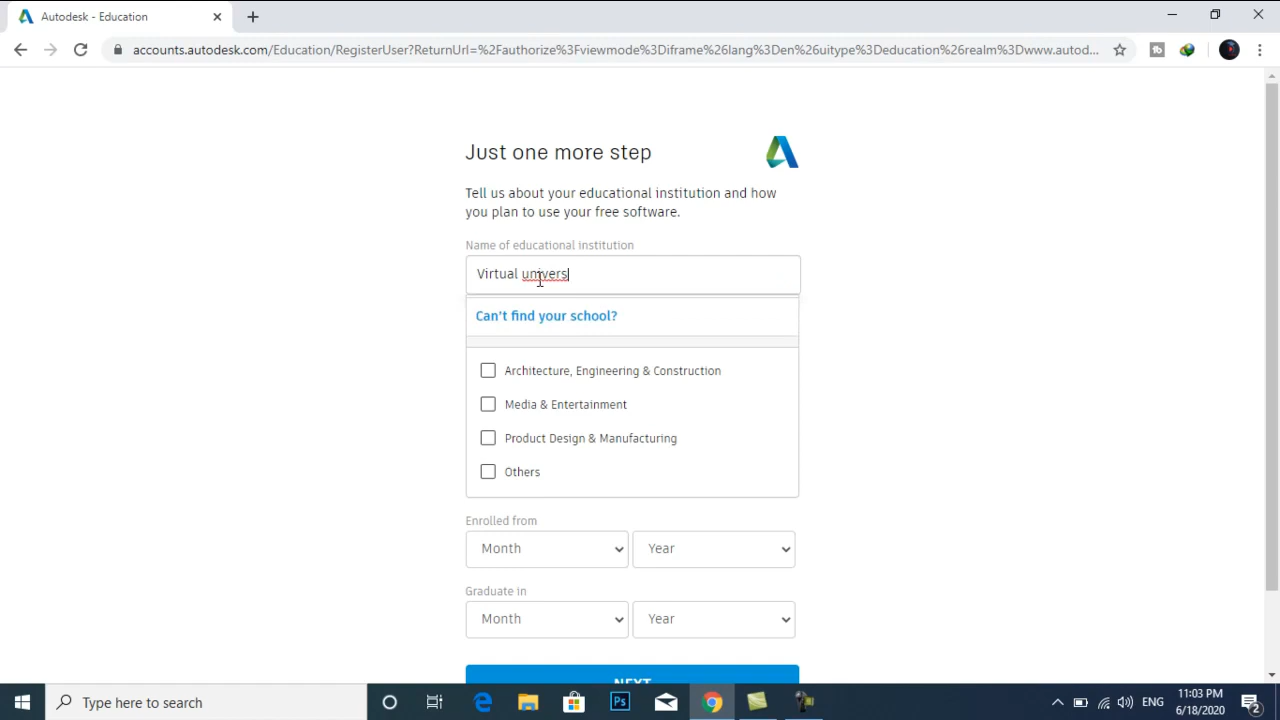 Autodesk - Education
accounts.autodesk.com/Education/RegisterUser?ReturnUrl=%2Fauthorize%3Fviewmode%3Diframe%26lang%3Den%26uitype%3Deducation%26realm%3Dwww.autod...
Just one more step
Tell us about your educational institution and how
you plan to use your free software.
Name of educational institution
Virtual univers
Can't find your school?
Architecture, Engineering & Construction
Media & Entertainment
Product Design & Manufacturing
Others
Enrolled from
Month Year
Graduate in
Month Year
NEXT
Type here to search
Ps
ENG
11:03 PM
6/18/2020
2